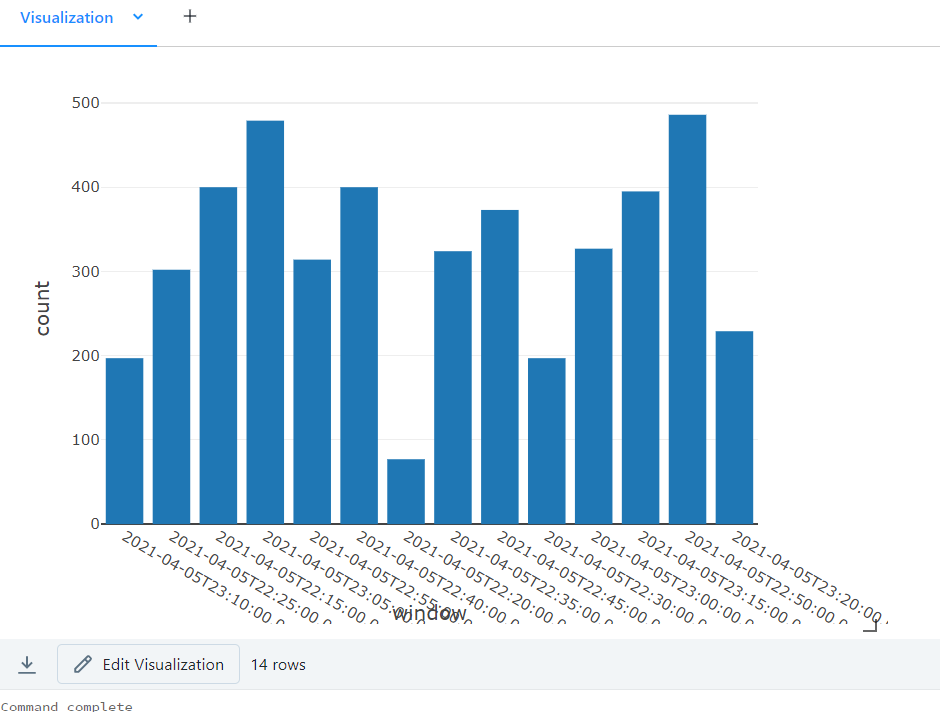 Visualization
+
500
400
300
200
100
0
count
2021-04-05T23:10:00
2021-04-05T22:25:00
2021-04-05T22:15:00
2021-04-05T23:05:0
2021-04-05T22:55:0
2021-04-05T22:40:00
2021-04-05T22:20:00
2021-04-05T22:35:00
2021-04-05T22:45:00
2021-04-05T22:30:00
2021-04-05T23:00:00
2021-04-05T23:15:00
2021-04-05T22:50:00
2021-04-05T23:20:00
window
Edit Visualization 14 rows
Command complete